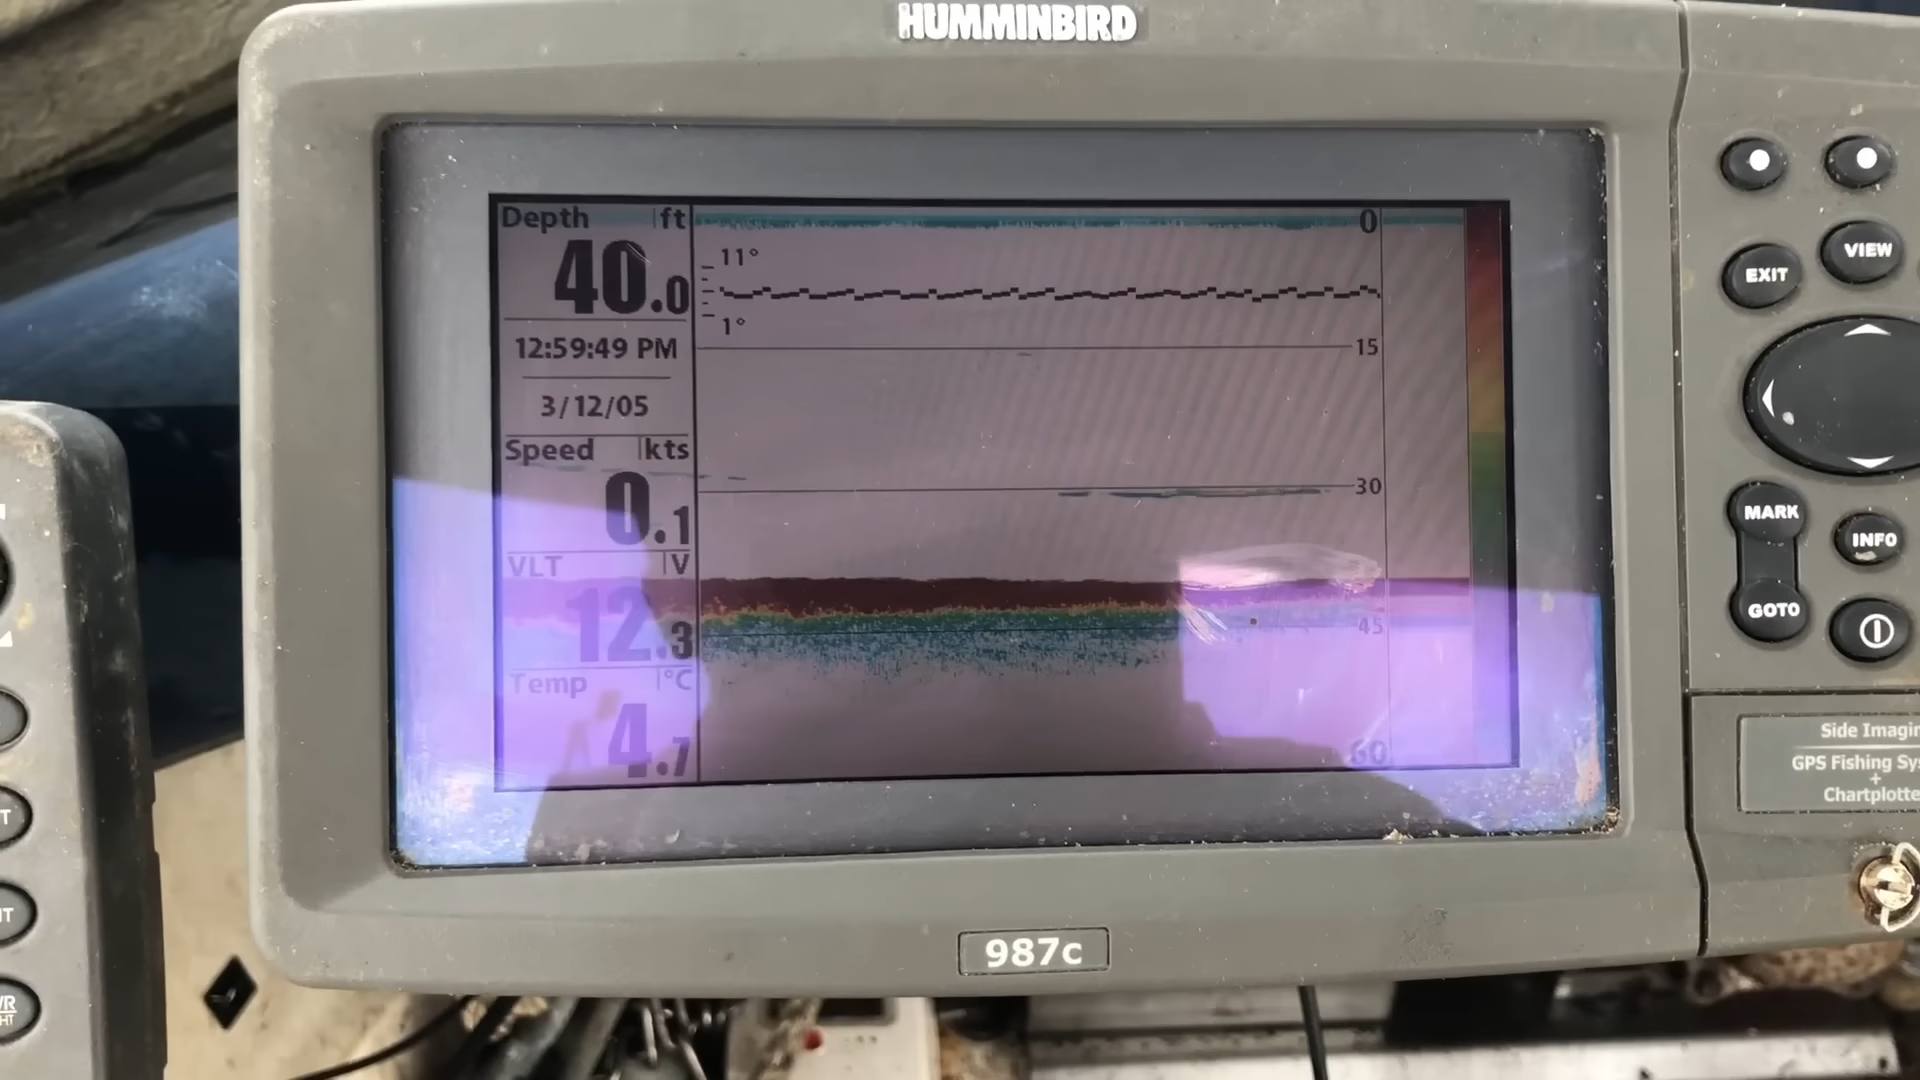 HUMMINBIRD
Depth ft
40.0
12:59:49 PM
3/12/05
Speed kts
0.1
VLT V
12.3
Temp °C
4.7
11°
1°
0
15
30
45
60
EXIT
VIEW
MARK
INFO
GOTO
Side Imagin
GPS Fishing Sys
+
Chartplotte
987c